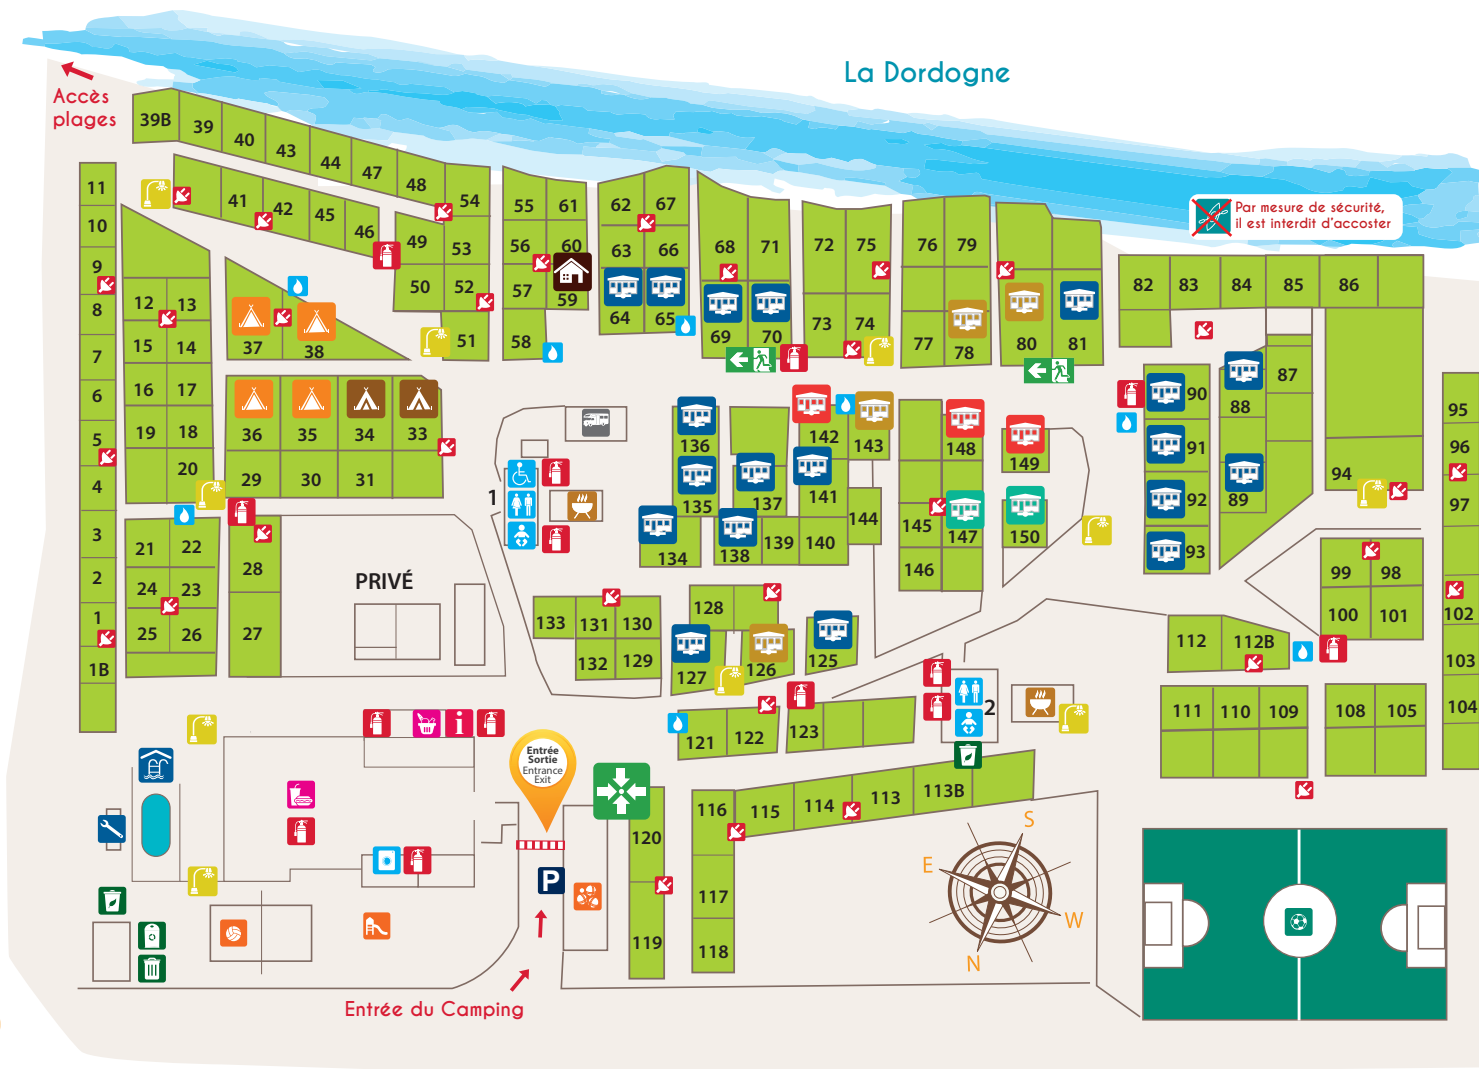 La Dordogne
Accès
plages
Par mesure de sécurité,
il est interdit d'accoster
39B 39 40 43 44 47 48 54
11 41 42 45 46 49 53
10
9
8
7
6
5
4
3
2
1
1B
12 13
15 14
16 17
19 18
20
50 52
51
55 61
56 60
57 59
58
62 67
63 66
64 65
68 71
69 70
72 75
73 74
76 79
77 78
80 81
82 83 84 85 86
37 38
36 35 34 33
29 30 31
21 22
24 23
25 26
28
27
PRIVÉ
1
136
135
134
137
138 139 140
142 143
141
144
148
149
145 147
150
146
90
91
92
93
88
89
87
94
95
96
97
99 98
100 101
102
103
104
133 131 130
132 129
128
127 126 125
121 122 123
2
112 112B
111 110 109 108 105
116 115 114 113 113B
117
118
120
119
Entrée
Sortie
Entrance
Exit
i
P
S
E
W
N
Entrée du Camping